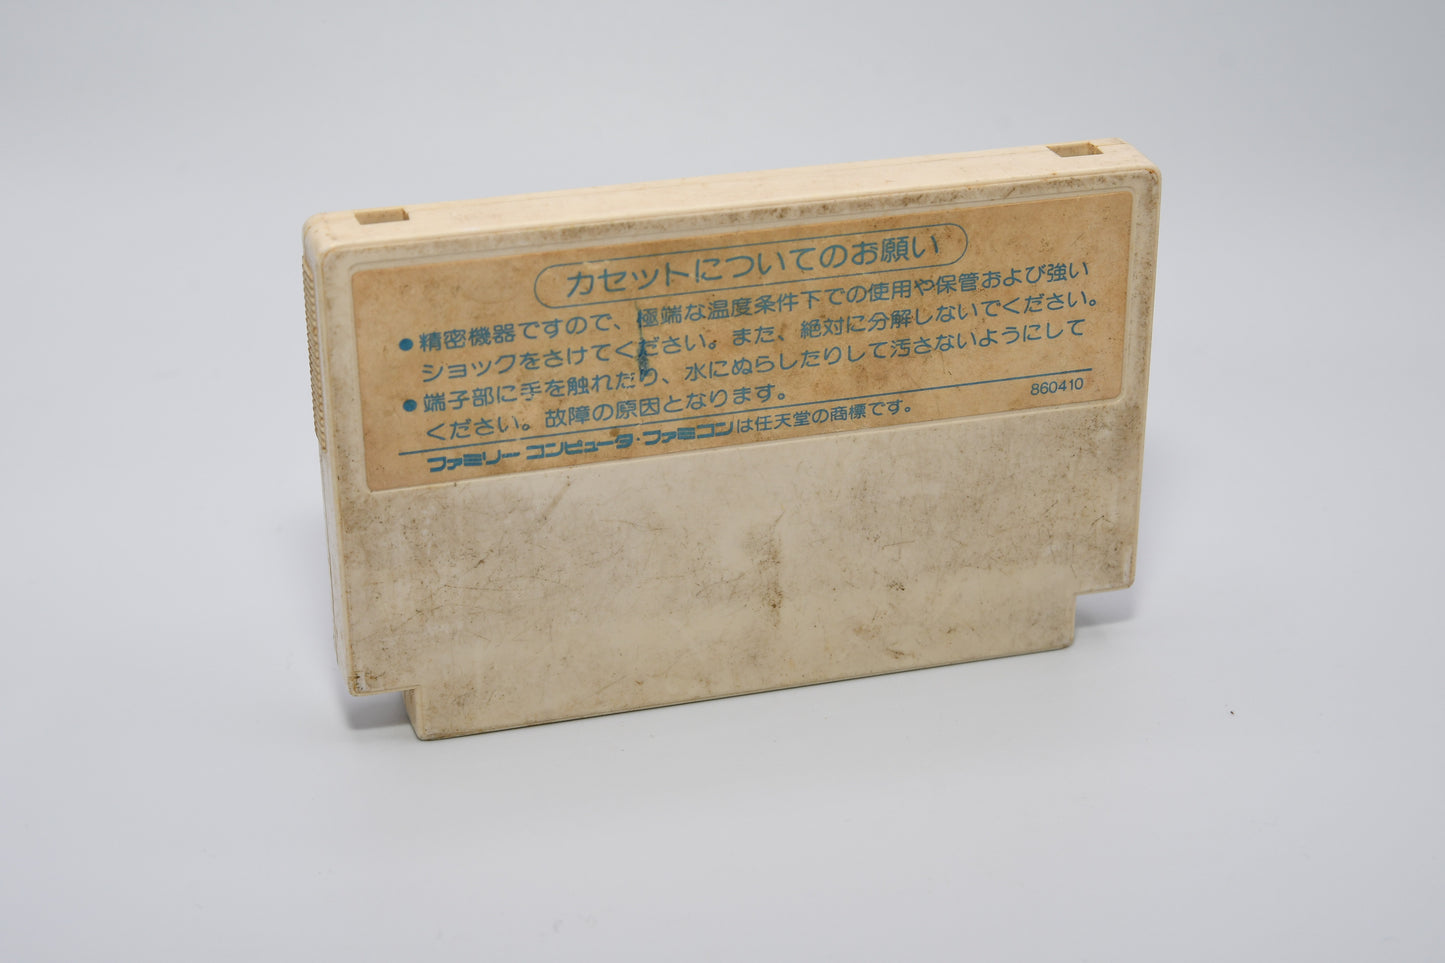 カセットについてのお願い
●精密機器ですので、極端な温度条件下での使用や保管および強い
ショックをさけてください。また、絶対に分解しないでください。
●端子部に手を触れたり、水にぬらしたりして汚さないようにして
ください。故障の原因となります。
860410
ファミリーコンピュータ・ファミコンは任天堂の商標です。